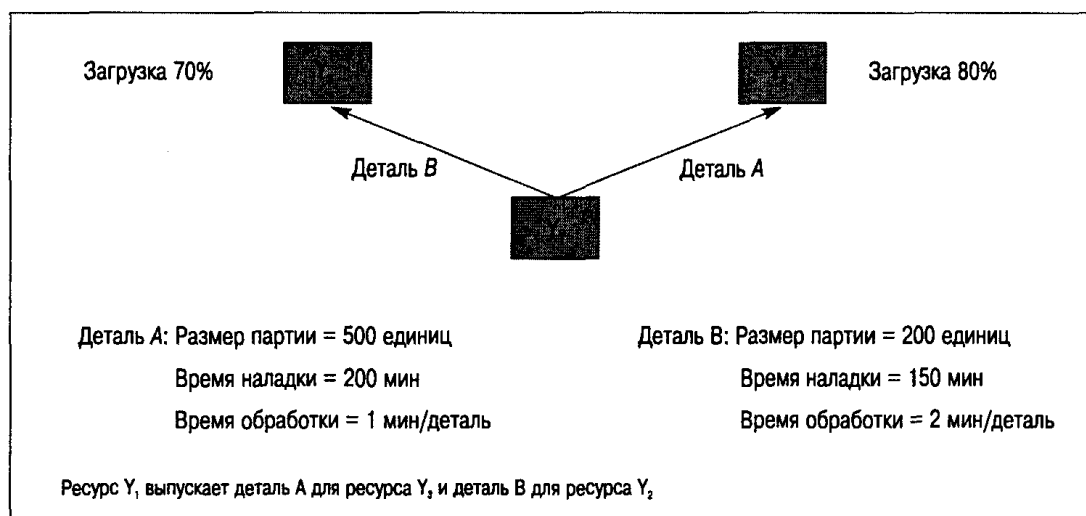 Загрузка 70%
Загрузка 80%
Деталь B
Деталь A
Y
Деталь A: Размер партии = 500 единиц
Время наладки = 200 мин
Время обработки = 1 мин/деталь
Деталь B: Размер партии = 200 единиц
Время наладки = 150 мин
Время обработки = 2 мин/деталь
Ресурс Y₁ выпускает деталь A для ресурса Y₃ и деталь B для ресурса Y₂